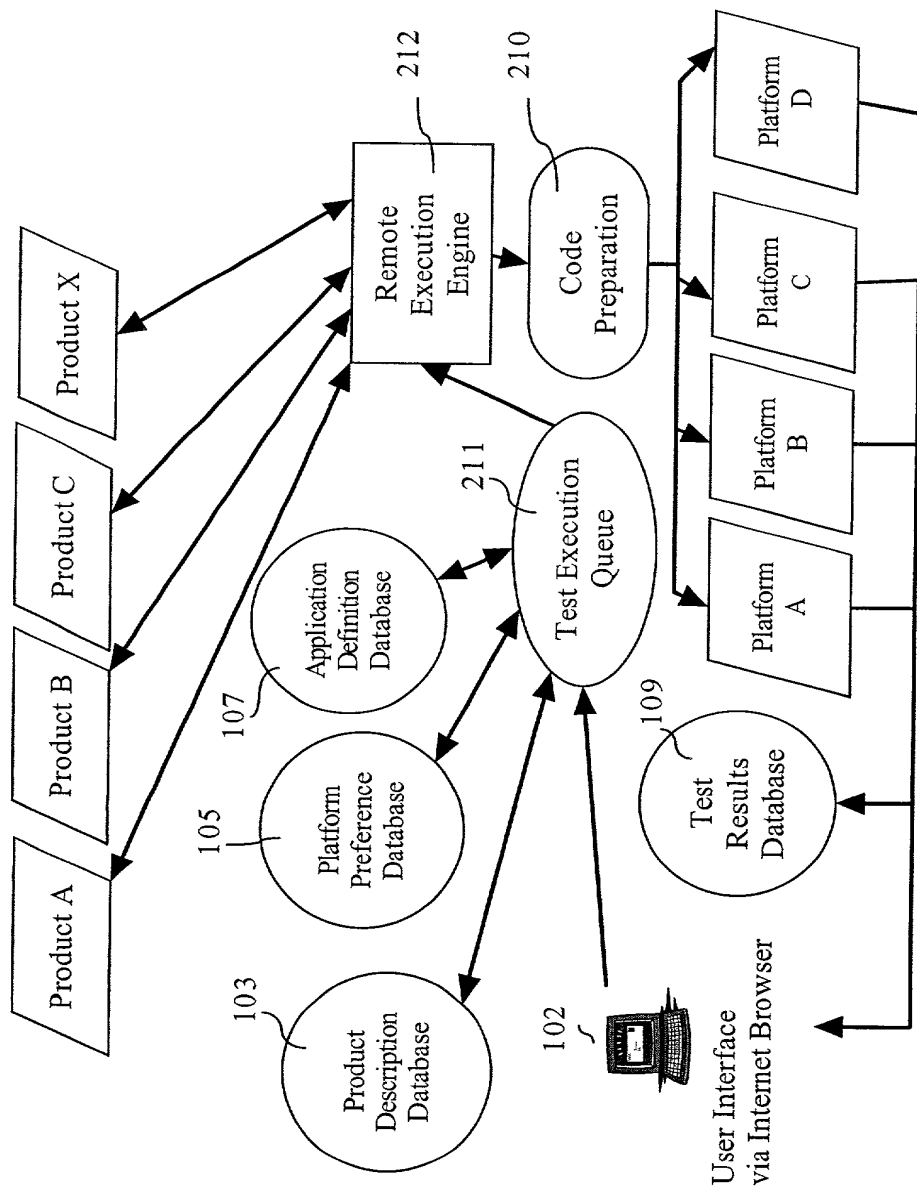 Product A
Product B
Product C
Product X
103
Product
Description
Database
105
Platform
Preference
Database
107
Application
Definition
Database
212
Remote
Execution
Engine
102
User Interface
via Internet Browser
211
Test Execution
Queue
210
Code
Preparation
109
Test
Results
Database
Platform
A
Platform
B
Platform
C
Platform
D